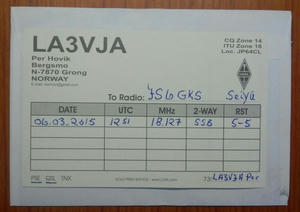 LA3VJA
Per Hovik
Bergsmo
N-7870 Grong
NORWAY
CQ Zone 14
ITU Zone 18
Loc. JP64CL
To Radio: 4S6GKS Seiyu
DATE UTC MHz 2-WAY RST
06.03.2015 1251 18.127 SSB 5-5
PSE QSL TNX
73
LA3VJA Per